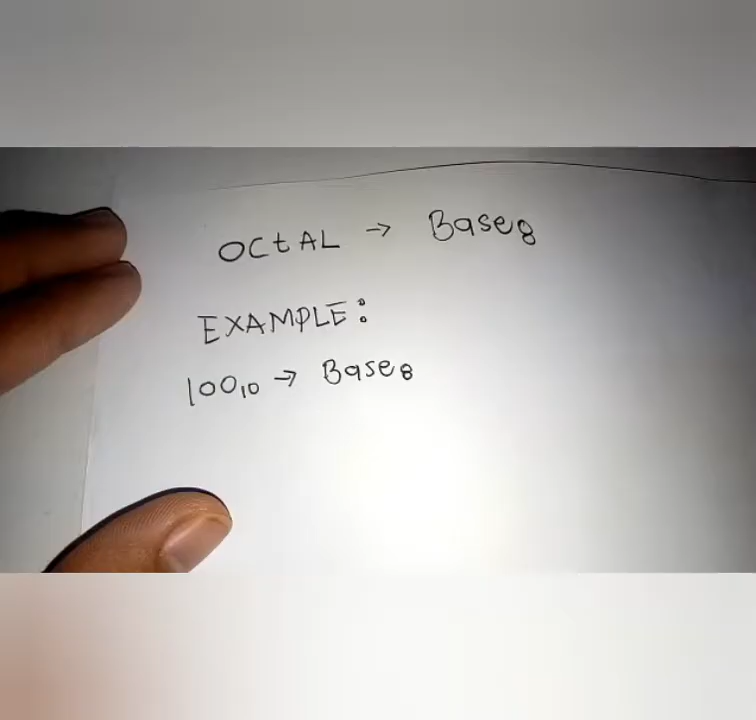 OCtAL → Base₈
EXAMPLE:
100₁₀ → Base₈